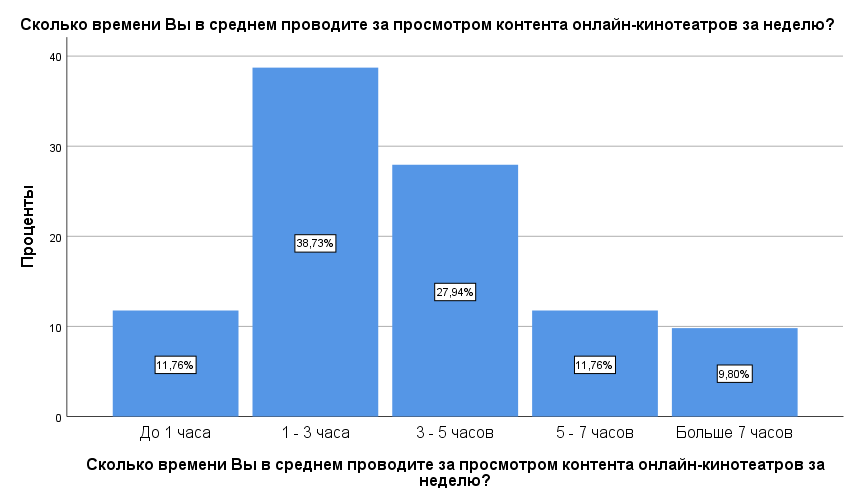 Сколько времени Вы в среднем проводите за просмотром контента онлайн-кинотеатров за неделю?
Проценты
40
30
20
10
0
11,76%
38,73%
27,94%
11,76%
9,80%
До 1 часа
1 - 3 часа
3 - 5 часов
5 - 7 часов
Больше 7 часов
Сколько времени Вы в среднем проводите за просмотром контента онлайн-кинотеатров за
неделю?